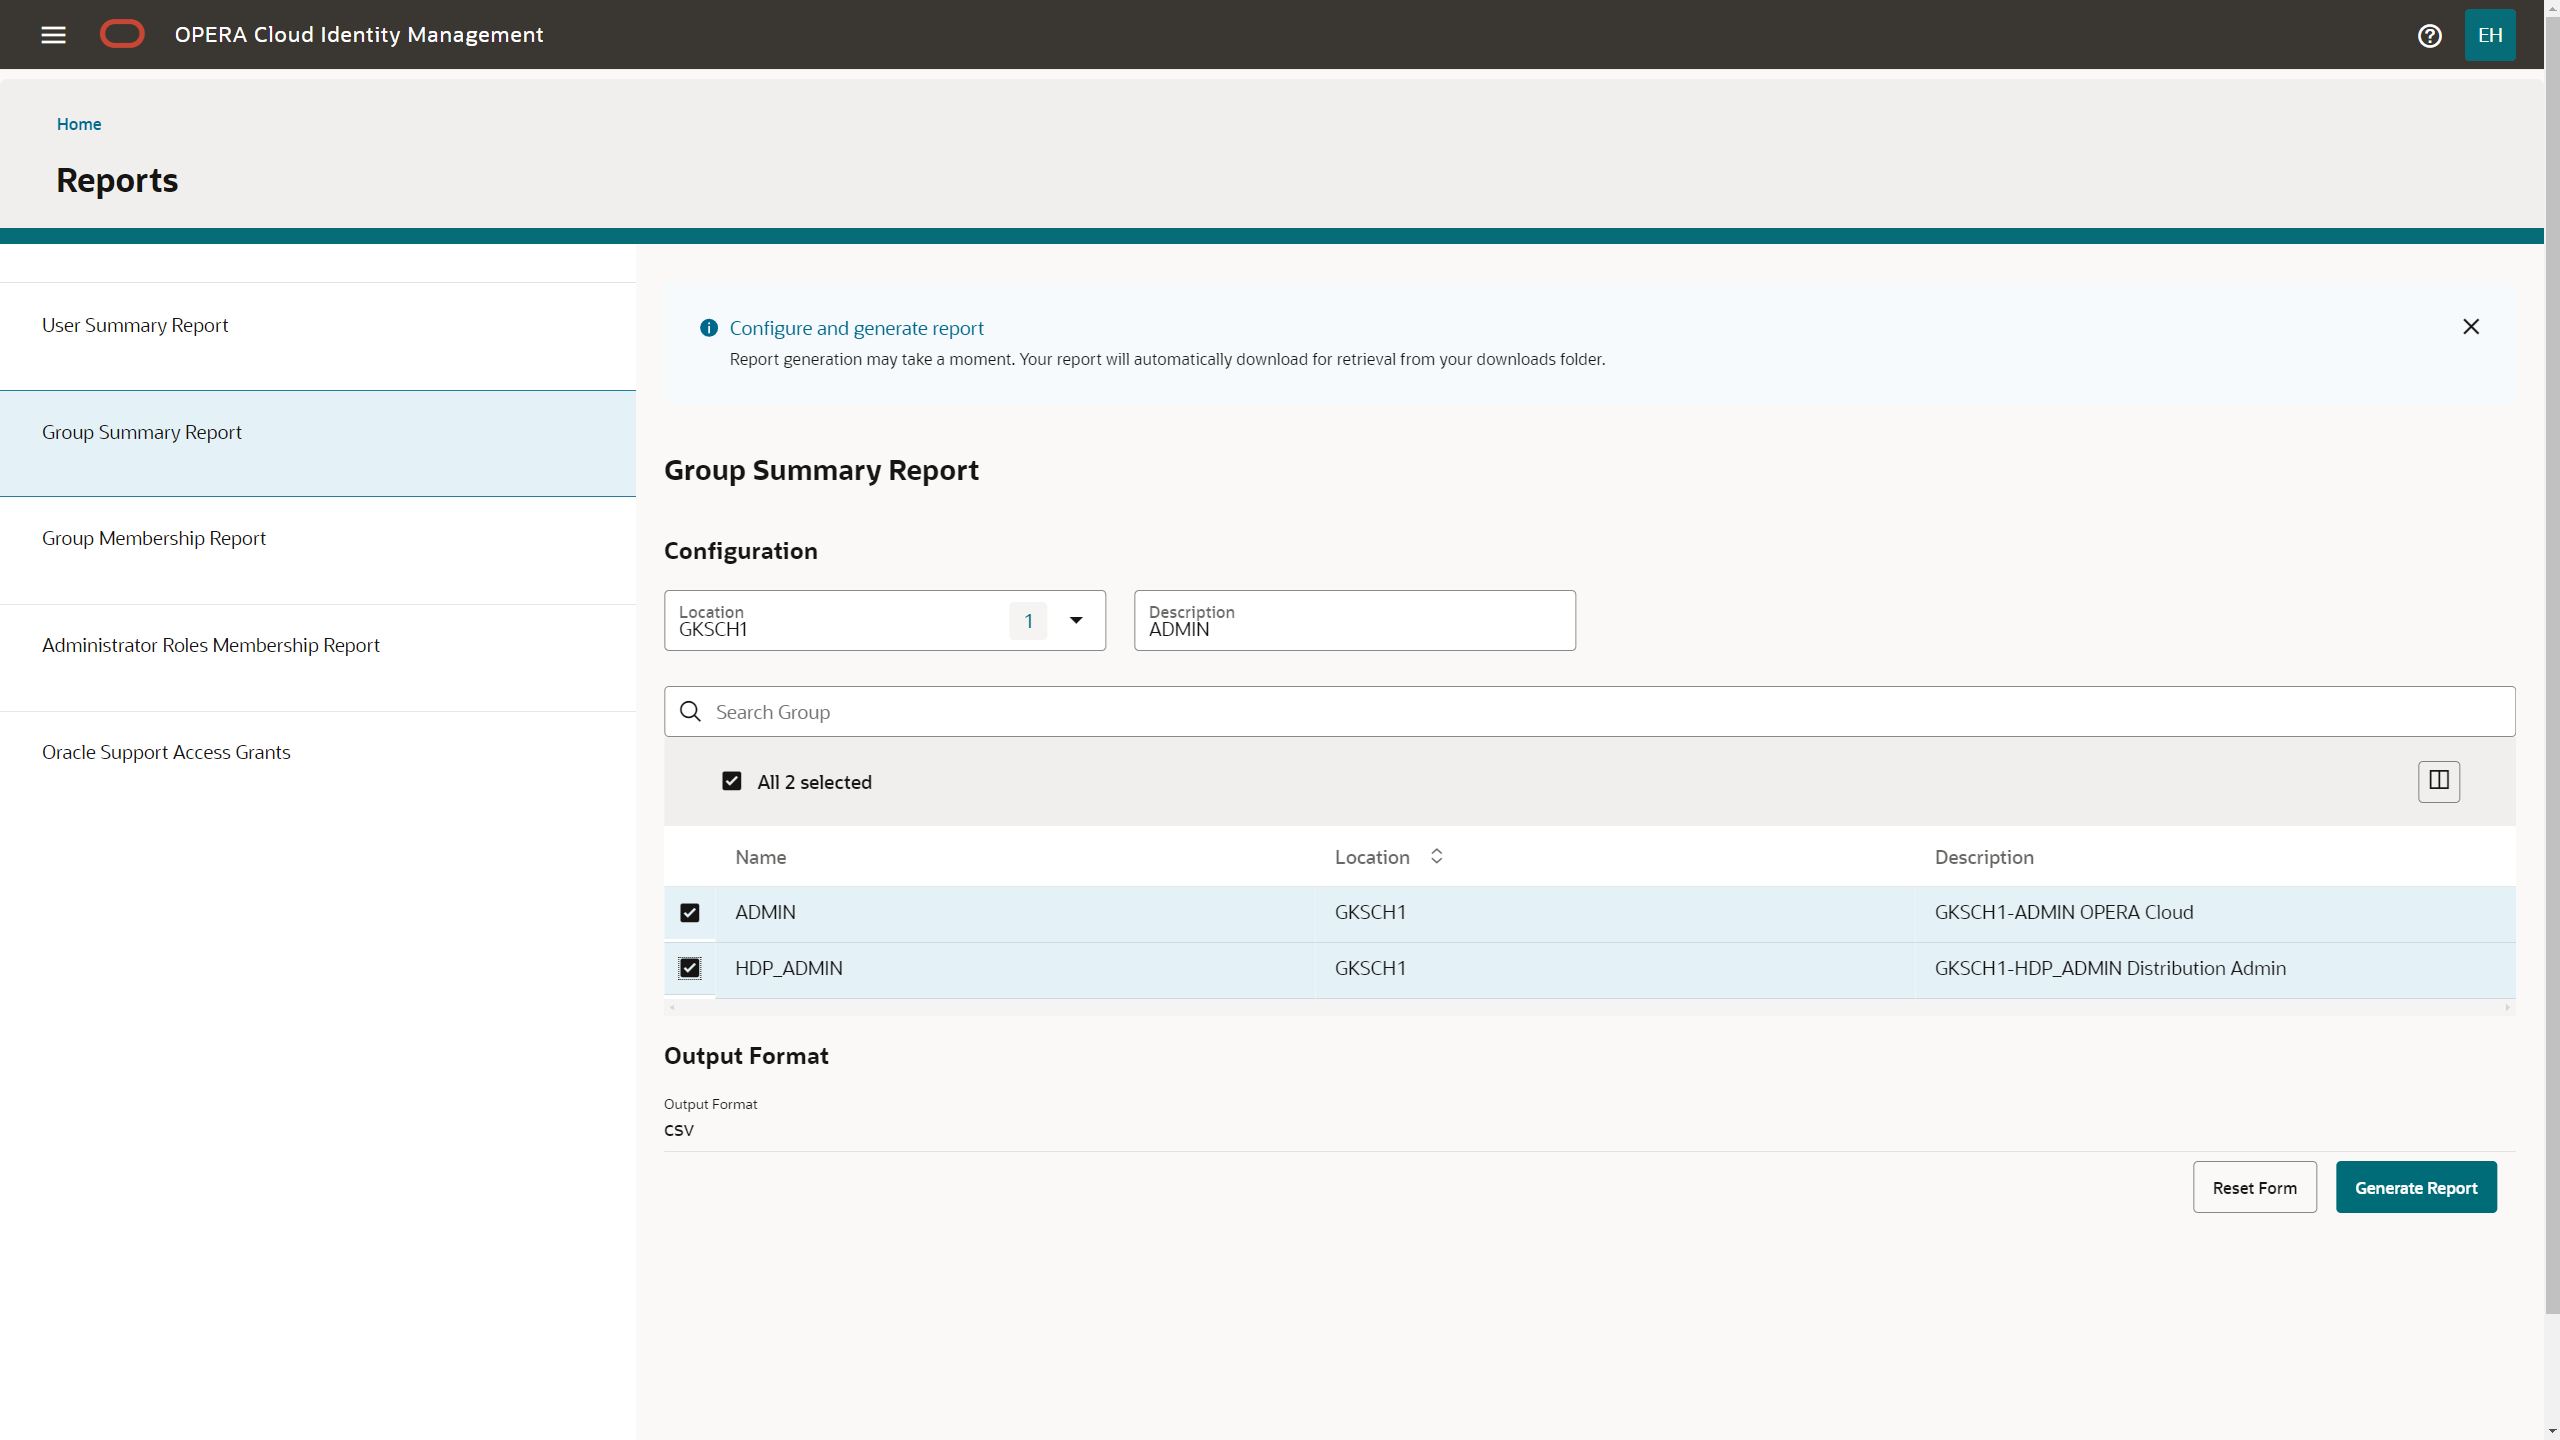 OPERA Cloud Identity Management
EH
Home
Reports
User Summary Report
Group Summary Report
Group Membership Report
Administrator Roles Membership Report
Oracle Support Access Grants
Configure and generate report
Report generation may take a moment. Your report will automatically download for retrieval from your downloads folder.
Group Summary Report
Configuration
Location
GKSCH1
1
Description
ADMIN
Search Group
All 2 selected
Name Location Description
ADMIN GKSCH1 GKSCH1-ADMIN OPERA Cloud
HDP_ADMIN GKSCH1 GKSCH1-HDP_ADMIN Distribution Admin
Output Format
Output Format
CSV
Reset Form Generate Report